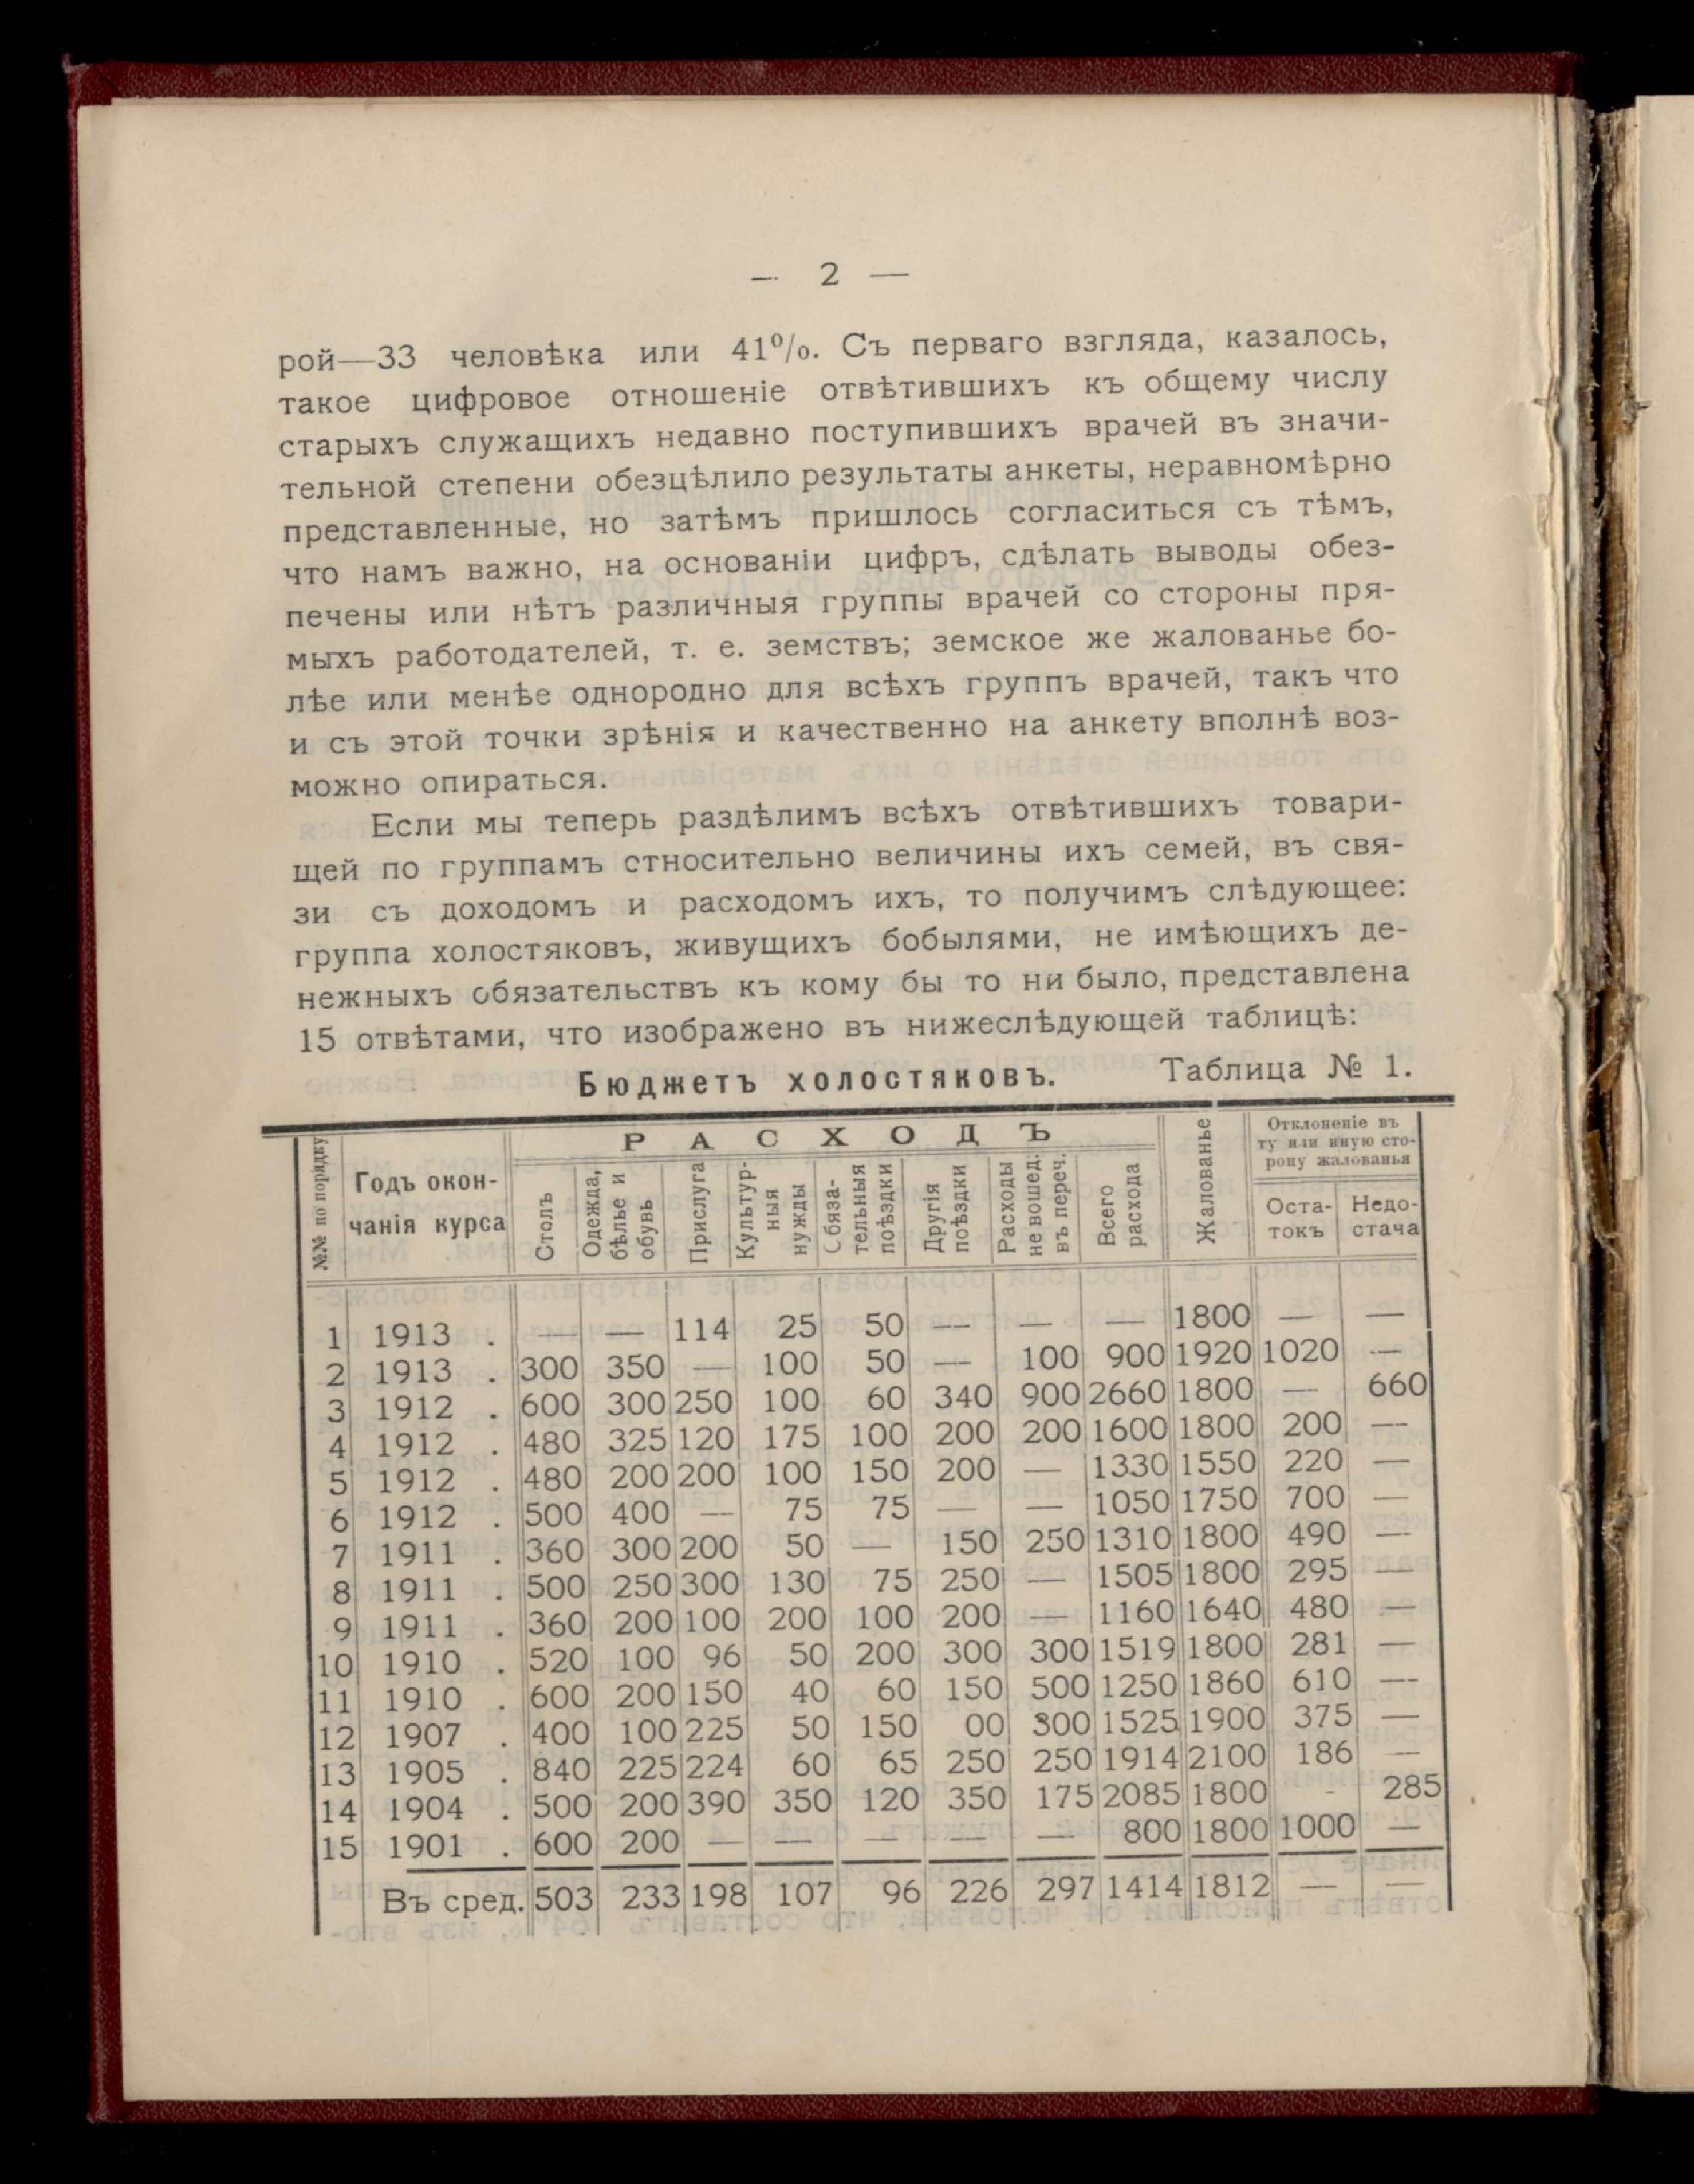 — 2 —
рой—33 человѣка или 41%. Съ перваго взгляда, казалось,
такое цифровое отношеніе отвѣтившихъ къ общему числу
старыхъ служащихъ недавно поступившихъ врачей въ значи-
тельной степени обезцѣлило результаты анкеты, неравномѣрно
представленные, но затѣмъ пришлось согласиться съ тѣмъ,
что намъ важно, на основаніи цифръ, сдѣлать выводы обез-
печены или нѣтъ различныя группы врачей со стороны пря-
мыхъ работодателей, т. е. земствъ; земское же жалованье бо-
лѣе или менѣе однородно для всѣхъ группъ врачей, такъ что
и съ этой точки зрѣнія и качественно на анкету вполнѣ воз-
можно опираться.
Если мы теперь раздѣлимъ всѣхъ отвѣтившихъ товари-
щей по группамъ стносительно величины ихъ семей, въ свя-
зи съ доходомъ и расходомъ ихъ, то получимъ слѣдующее:
группа холостяковъ, живущихъ бобылями, не имѣющихъ де-
нежныхъ обязательствъ къ кому бы то ни было, представлена
15 отвѣтами, что изображено въ нижеслѣдующей таблицѣ:
Бюджетъ холостяковъ. Таблица № 1.
№№ по порядку
Годъ окон-
чанія курса
РАСХОДЪ
Столъ
Одежда,
бѣлье и
обувь
Прислуга
Культур-
ныя
нужды
Обяза-
тельныя
поѣздки
Другія
поѣздки
Расходы
не вошед.
въ переч.
Всего
расхода
Жалованье
Отклоненіе въ
ту или иную сто-
рону жалованья
Оста-
токъ
Недо-
стача
1 1913 . — — 114 25 50 — — — 1800 — —
2 1913 . 300 350 — 100 50 — 100 900 1920 1020 —
3 1912 . 600 300 250 100 60 340 900 2660 1800 — 660
4 1912 . 480 325 120 175 100 200 200 1600 1800 200 —
5 1912 . 480 200 200 100 150 200 — 1330 1550 220 —
6 1912 . 500 400 — 75 75 — — 1050 1750 700 —
7 1911 . 360 300 200 50 — 150 250 1310 1800 490 —
8 1911 . 500 250 300 130 75 250 — 1505 1800 295 —
9 1911 . 360 200 100 200 100 200 — 1160 1640 480 —
10 1910 . 520 100 96 50 200 300 300 1519 1800 281 —
11 1910 . 600 200 150 40 60 150 500 1250 1860 610 —
12 1907 . 400 100 225 50 150 00 300 1525 1900 375 —
13 1905 . 840 225 224 60 65 250 250 1914 2100 186 —
14 1904 . 500 200 390 350 120 350 175 2085 1800 - 285
15 1901 . 600 200 — — — — — 800 1800 1000 —
Въ сред. 503 233 198 107 96 226 297 1414 1812 — —